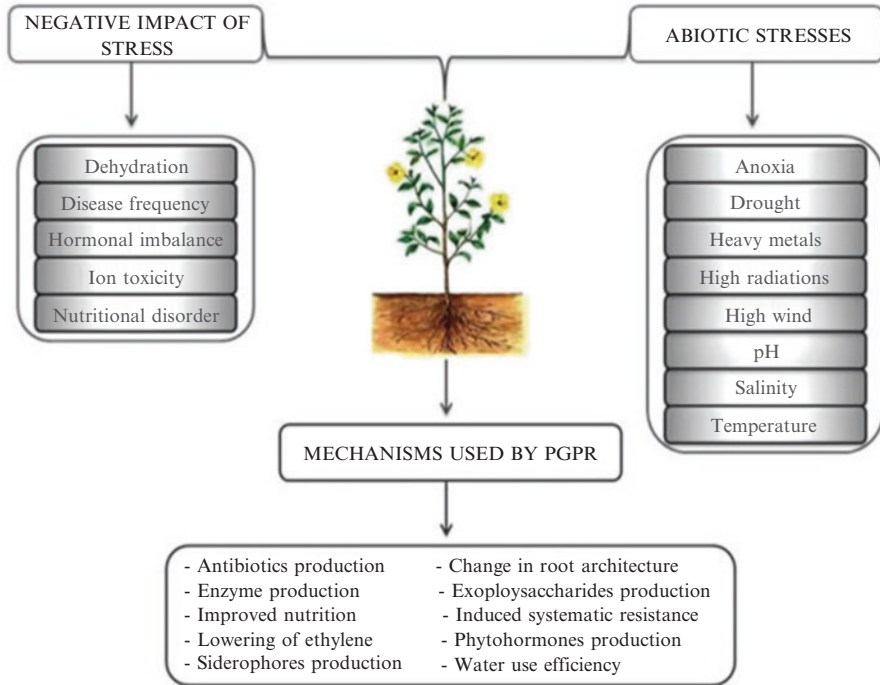 NEGATIVE IMPACT OF
STRESS
ABIOTIC STRESSES
Dehydration
Disease frequency
Hormonal imbalance
Ion toxicity
Nutritional disorder
Anoxia
Drought
Heavy metals
High radiations
High wind
pH
Salinity
Temperature
MECHANISMS USED BY PGPR
- Antibiotics production
- Enzyme production
- Improved nutrition
- Lowering of ethylene
- Siderophores production
- Change in root architecture
- Exoploysaccharides production
- Induced systematic resistance
- Phytohormones production
- Water use efficiency